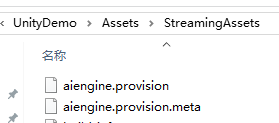 UnityDemo > Assets > StreamingAssets
名称
aiengine.provision
aiengine.provision.meta